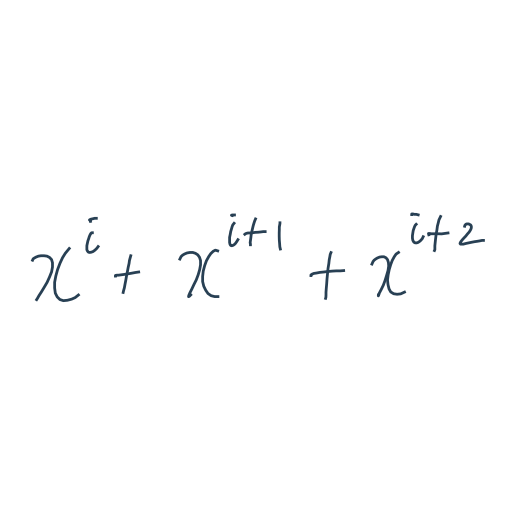 x^i + x^{i+1} + x^{i+2}